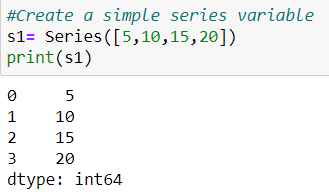 #Create a simple series variable
s1= Series([5,10,15,20])
print(s1)
0     5
1    10
2    15
3    20
dtype: int64